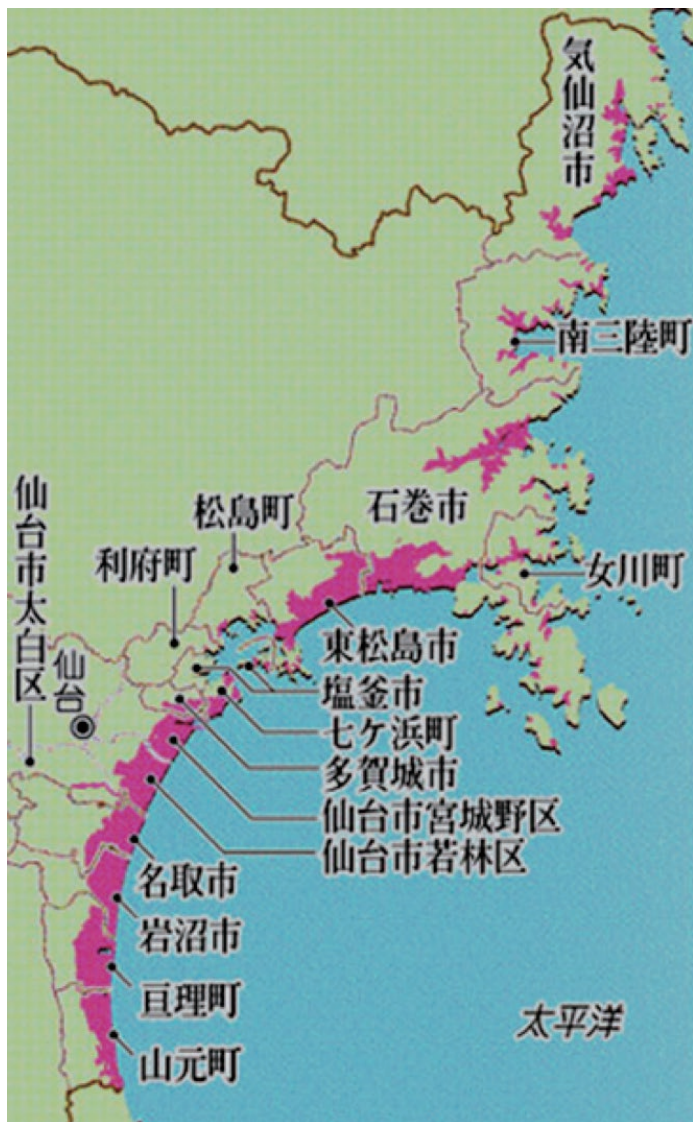 気仙沼市
南三陸町
石巻市
松島町
女川町
利府町
仙台市太白区
仙台
東松島市
塩釜市
七ケ浜町
多賀城市
仙台市宮城野区
仙台市若林区
名取市
岩沼市
亘理町
山元町
太平洋